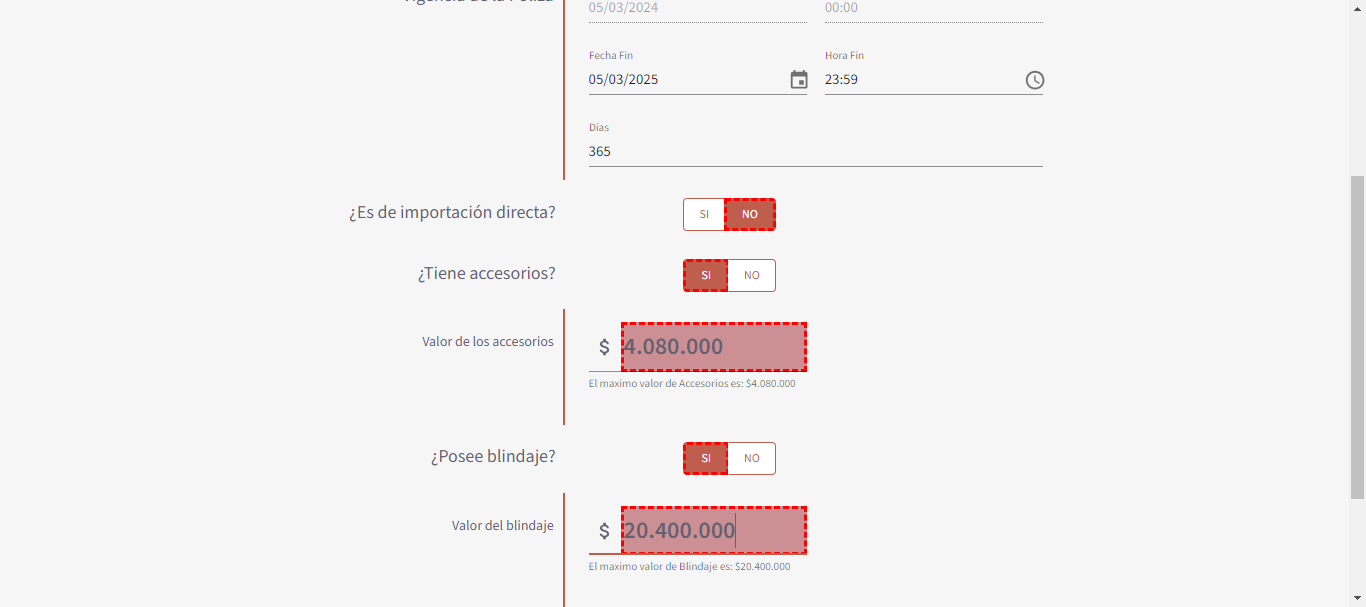 05/03/2024
00:00
Fecha Fin
Hora Fin
05/03/2025
23:59
Días
365
¿Es de importación directa?
SI
NO
¿Tiene accesorios?
SI
NO
Valor de los accesorios
$
4.080.000
El maximo valor de Accesorios es: $4.080.000
¿Posee blindaje?
SI
NO
Valor del blindaje
$
20.400.000
El maximo valor de Blindaje es: $20.400.000